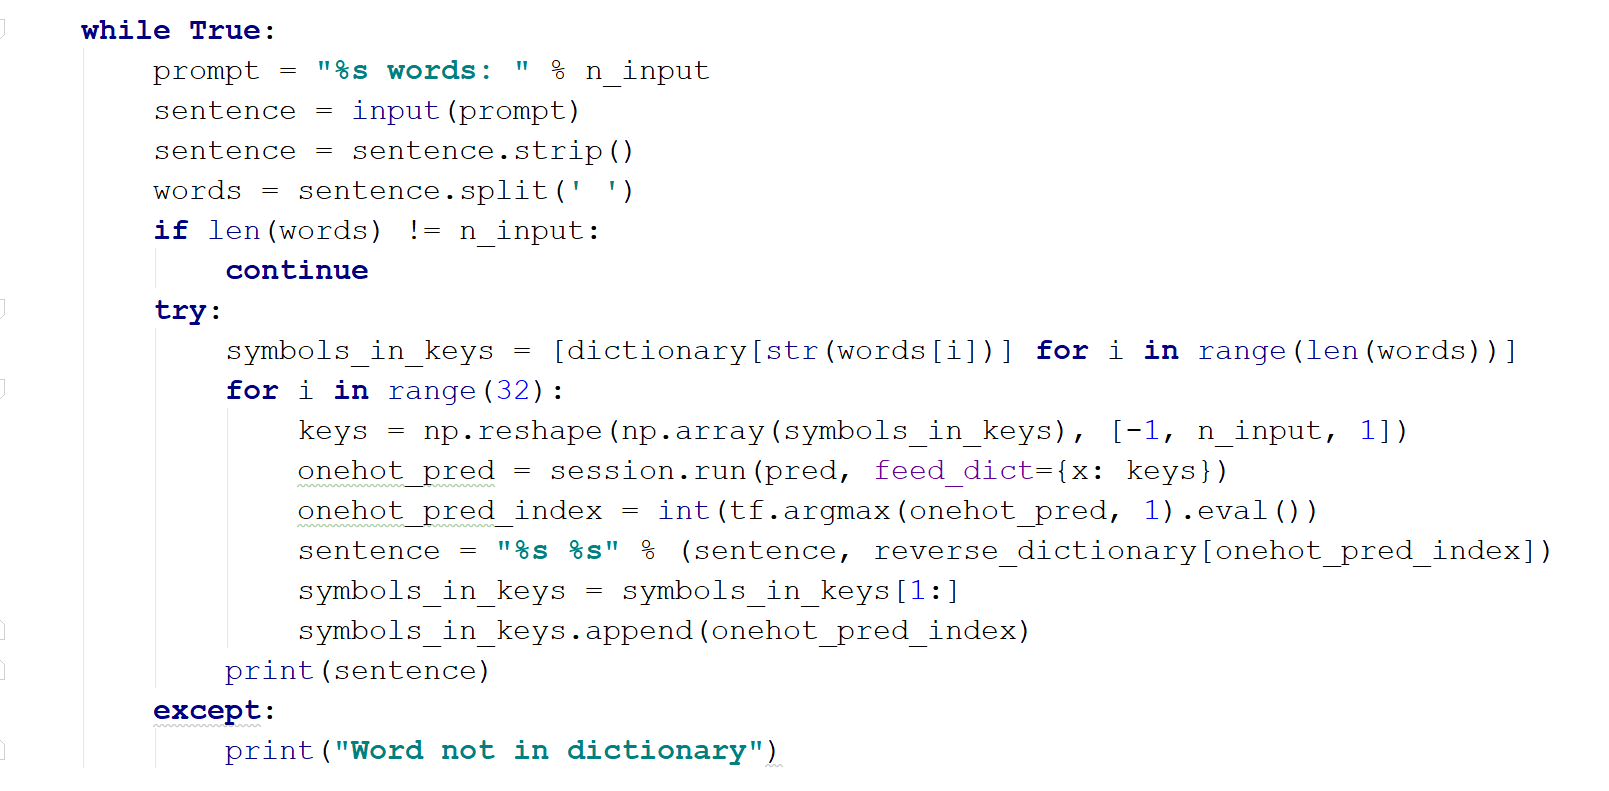 while True:
    prompt = "%s words: " % n_input
    sentence = input(prompt)
    sentence = sentence.strip()
    words = sentence.split(' ')
    if len(words) != n_input:
        continue
    try:
        symbols_in_keys = [dictionary[str(words[i])] for i in range(len(words))]
        for i in range(32):
            keys = np.reshape(np.array(symbols_in_keys), [-1, n_input, 1])
            onehot_pred = session.run(pred, feed_dict={x: keys})
            onehot_pred_index = int(tf.argmax(onehot_pred, 1).eval())
            sentence = "%s %s" % (sentence, reverse_dictionary[onehot_pred_index])
            symbols_in_keys = symbols_in_keys[1:]
            symbols_in_keys.append(onehot_pred_index)
        print(sentence)
    except:
        print("Word not in dictionary")